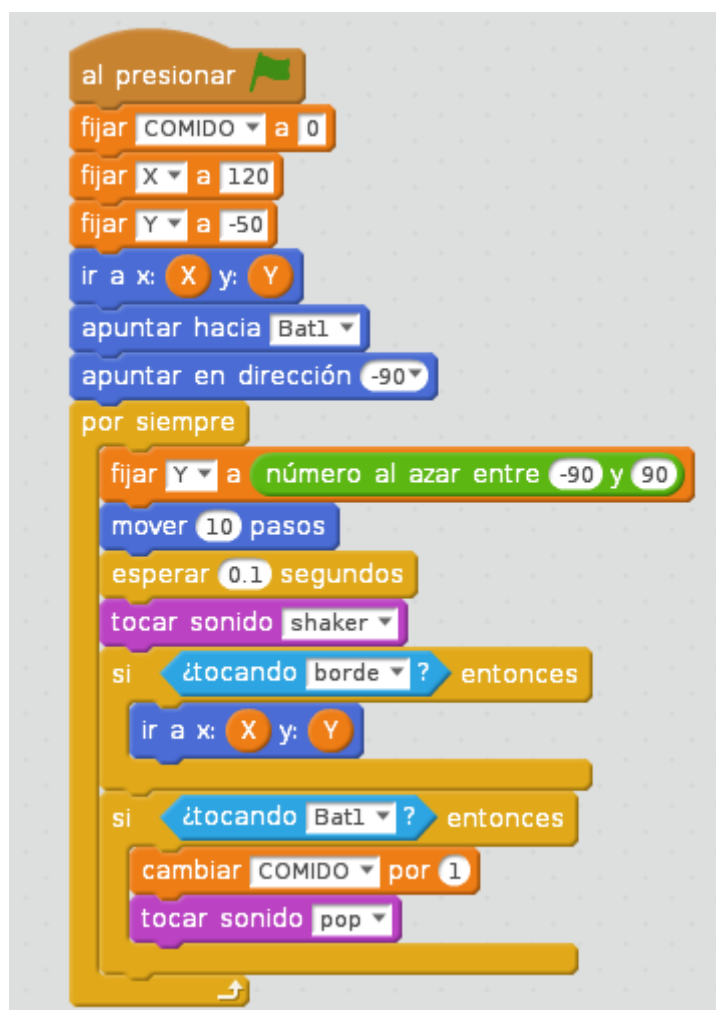 al presionar
fijar COMIDO a 0
fijar X a 120
fijar Y a -50
ir a x: X y: Y
apuntar hacia Bat1
apuntar en dirección -90
por siempre
fijar Y a número al azar entre -90 y 90
mover 10 pasos
esperar 0.1 segundos
tocar sonido shaker
si ¿tocando borde ? entonces
ir a x: X y: Y
si ¿tocando Bat1 ? entonces
cambiar COMIDO por 1
tocar sonido pop